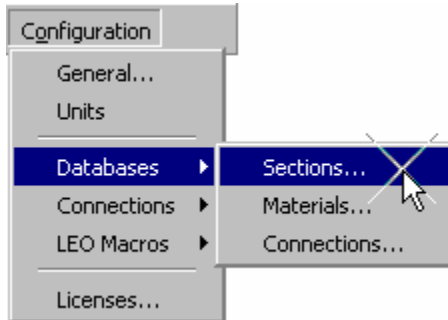 Configuration
General...
Units
Databases
Sections...
Connections
Materials...
LEO Macros
Connections...
Licenses...